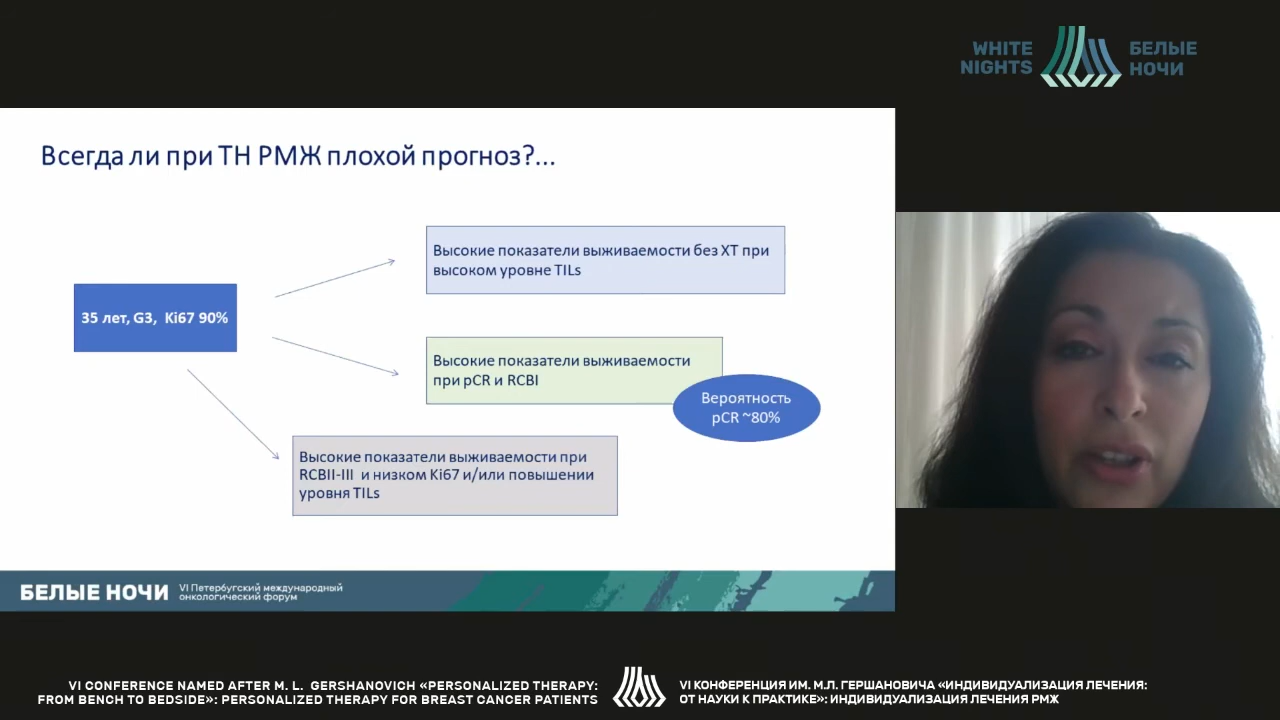 WHITE
NIGHTS
БЕЛЫЕ
НОЧИ
Всегда ли при ТН РМЖ плохой прогноз?...
35 лет, G3, Ki67 90%
Высокие показатели выживаемости без ХТ при
высоком уровне TILs
Высокие показатели выживаемости
при pCR и RCBI
Вероятность
pCR ~80%
Высокие показатели выживаемости при
RCBII-III и низком Ki67 и/или повышении
уровня TILs
БЕЛЫЕ НОЧИ
VI Петербургский международный
онкологический форум
VI CONFERENCE NAMED AFTER M. L. GERSHANOVICH «PERSONALIZED THERAPY:
FROM BENCH TO BEDSIDE»: PERSONALIZED THERAPY FOR BREAST CANCER PATIENTS
VI КОНФЕРЕНЦИЯ ИМ. М.Л. ГЕРШАНОВИЧА «ИНДИВИДУАЛИЗАЦИЯ ЛЕЧЕНИЯ:
ОТ НАУКИ К ПРАКТИКЕ»: ИНДИВИДУАЛИЗАЦИЯ ЛЕЧЕНИЯ РМЖ